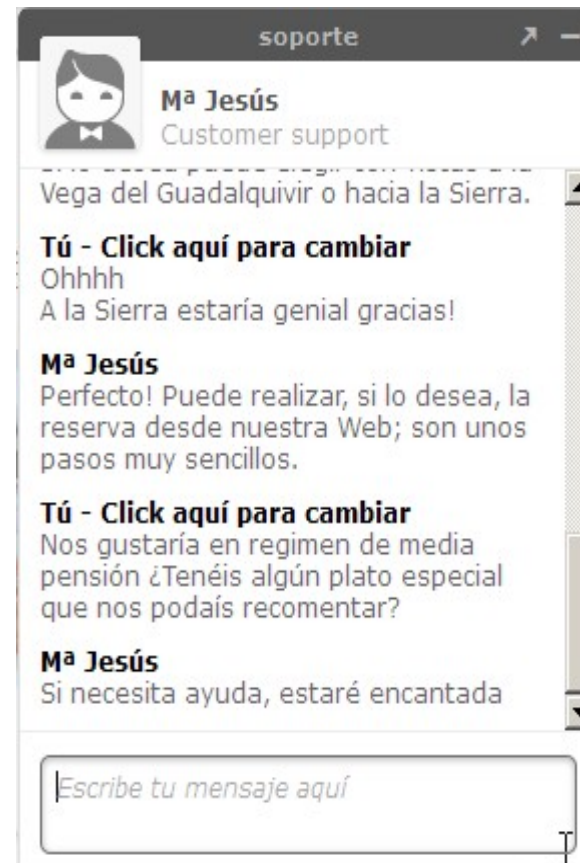 soporte
Mª Jesús
Customer support
Vega del Guadalquivir o hacia la Sierra.
Tú - Click aquí para cambiar
Ohhhh
A la Sierra estaría genial gracias!
Mª Jesús
Perfecto! Puede realizar, si lo desea, la
reserva desde nuestra Web; son unos
pasos muy sencillos.
Tú - Click aquí para cambiar
Nos gustaría en regimen de media
pensión ¿Tenéis algún plato especial
que nos podaís recomentar?
Mª Jesús
Si necesita ayuda, estaré encantada
Escribe tu mensaje aquí